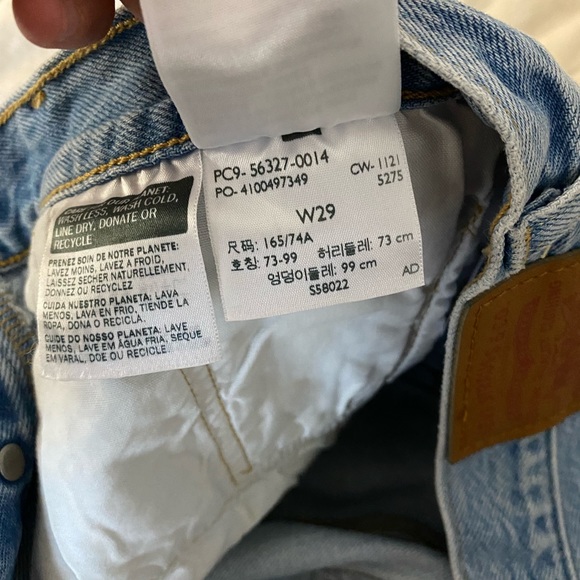 PC9- 56327-0014
PO- 4100497349
CW- 1121
5275
W29
尺码: 165/74A
호칭: 73-99 허리둘레: 73 cm
엉덩이둘레: 99 cm
S58022
AD
PLANET:
WASH LESS, WASH COLD,
LINE DRY, DONATE OR
RECYCLE
PRENEZ SOIN DE NOTRE PLANÈTE:
LAVEZ MOINS, LAVEZ A FROID,
LAISSEZ SECHER NATURELLEMENT,
DONNEZ OU RECYCLEZ
CUIDA NUESTRO PLANETA: LAVA
MENOS, LAVA EN FRIO, TIENDE LA
ROPA, DONA O RECICLA.
CUIDE DO NOSSO PLANETA: LAVE
MENOS, LAVE EM ÁGUA FRIA, SEQUE
EM VARAL, DOE OU RECICLE